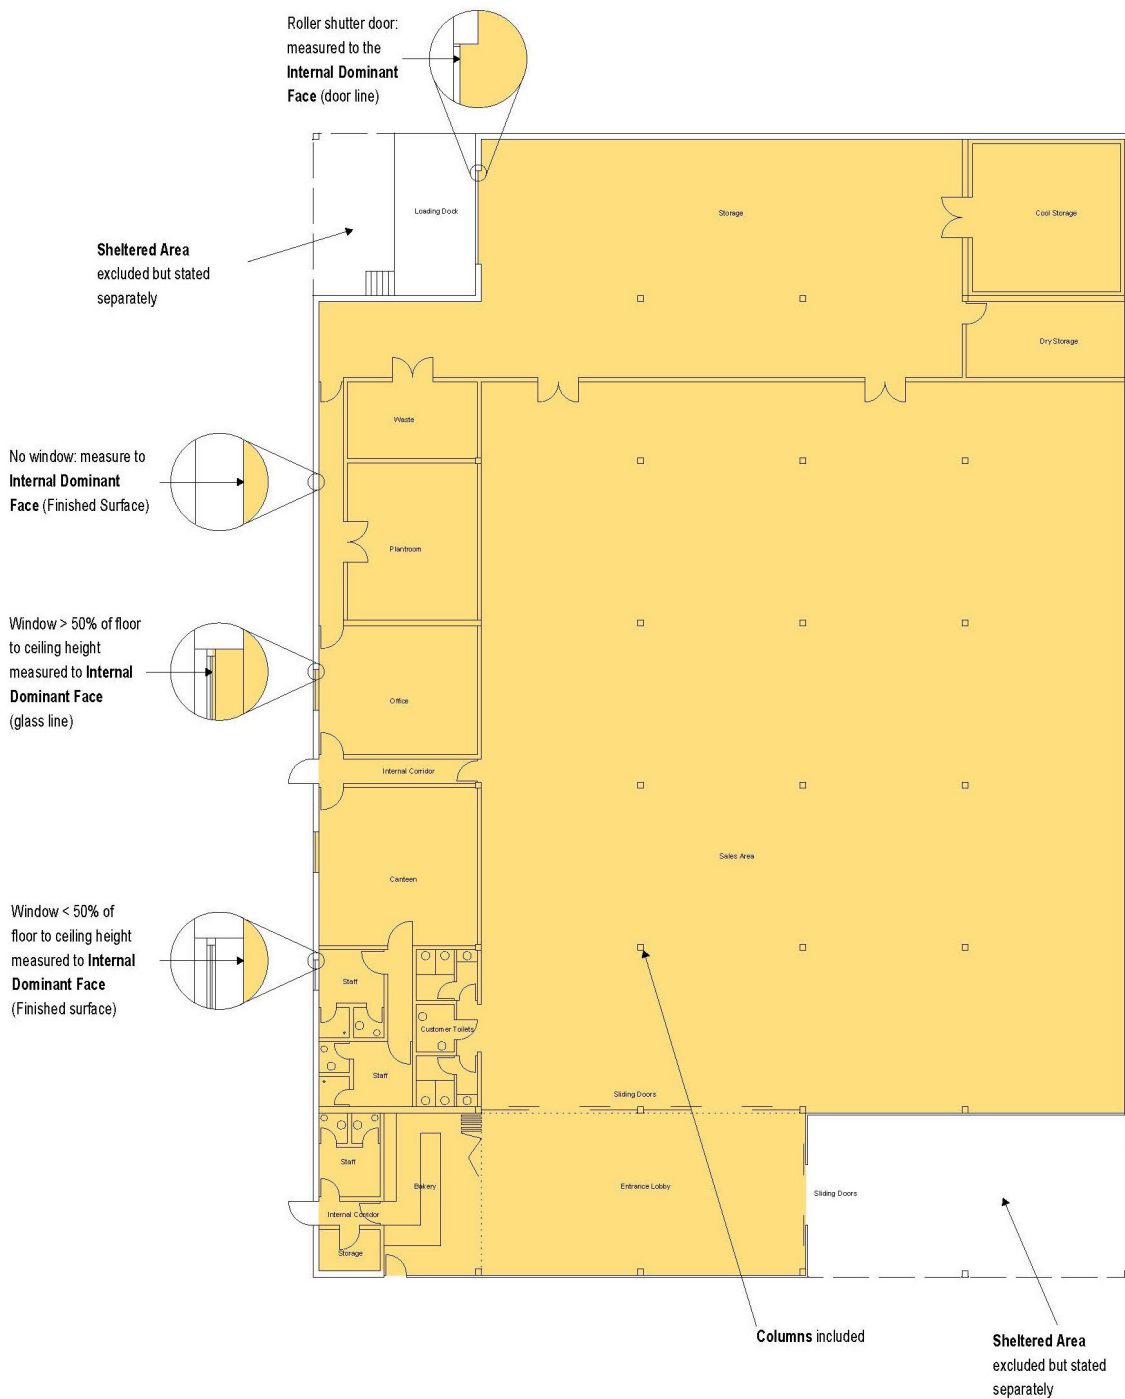 Roller shutter door:
measured to the
Internal Dominant
Face (door line)
Loading Dock
Storage
Cool Storage
Sheltered Area
excluded but stated
separately
Dry Storage
Waste
No window: measure to
Internal Dominant
Face (Finished Surface)
Plantroom
Window > 50% of floor
to ceiling height
measured to Internal
Dominant Face
(glass line)
Office
Internal Corridor
Sales Area
Canteen
Window < 50% of
floor to ceiling height
measured to Internal
Dominant Face
(Finished surface)
Staff
Customer Toilets
Staff
Sliding Doors
Staff
Bakery
Entrance Lobby
Sliding Doors
Internal Corridor
Storage
Columns included
Sheltered Area
excluded but stated
separately